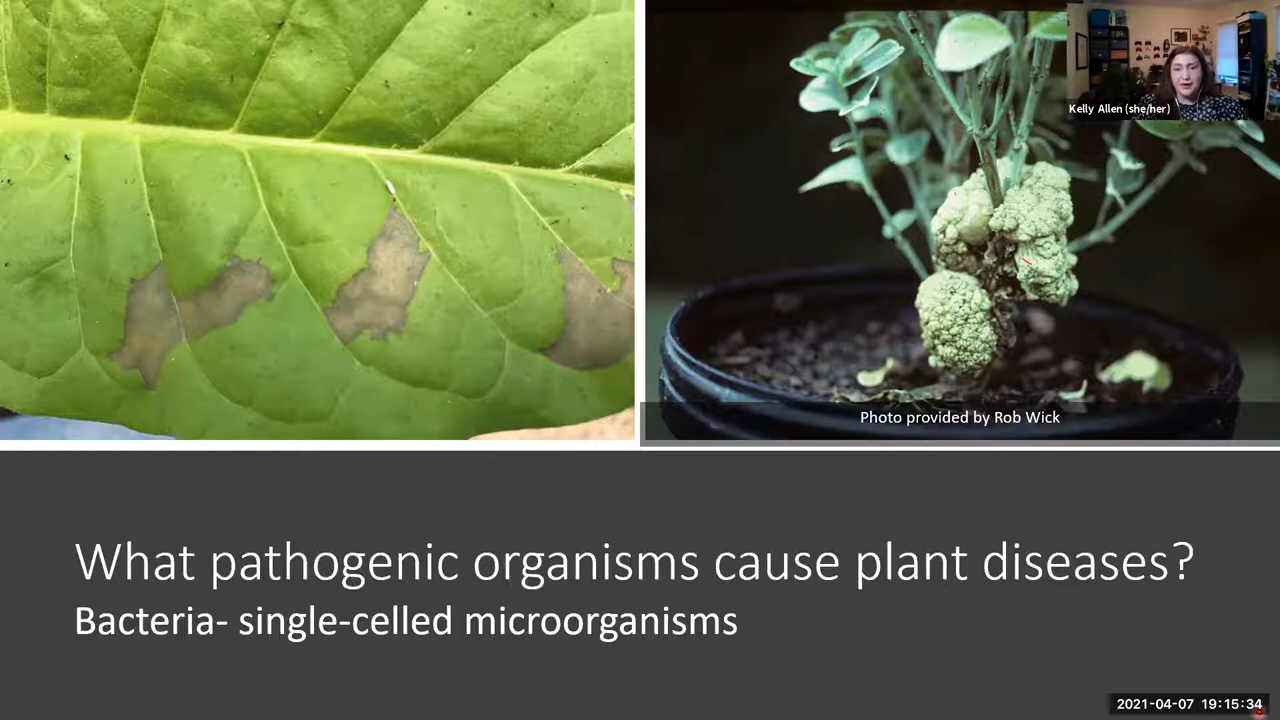 Kelly Allen (she/her)
Photo provided by Rob Wick
What pathogenic organisms cause plant diseases?
Bacteria- single-celled microorganisms
2021-04-07 19:15:34